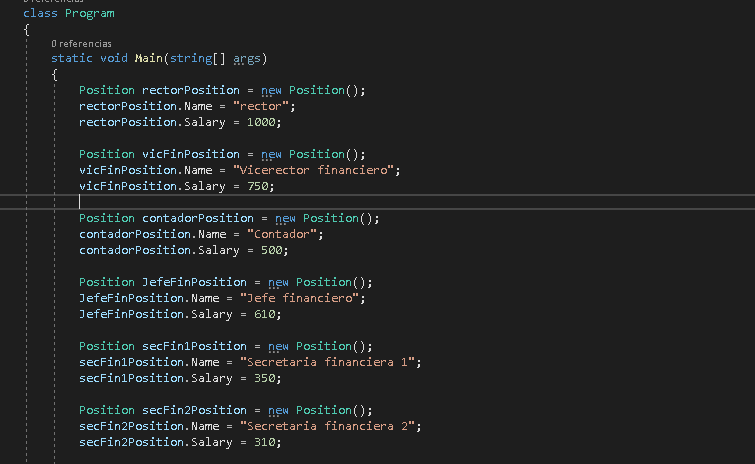 class Program
{
0 referencias
static void Main(string[] args)
{
Position rectorPosition = new Position();
rectorPosition.Name = "rector";
rectorPosition.Salary = 1000;
Position vicFinPosition = new Position();
vicFinPosition.Name = "Vicerector financiero";
vicFinPosition.Salary = 750;
Position contadorPosition = new Position();
contadorPosition.Name = "Contador";
contadorPosition.Salary = 500;
Position JefeFinPosition = new Position();
JefeFinPosition.Name = "Jefe financiero";
JefeFinPosition.Salary = 610;
Position secFin1Position = new Position();
secFin1Position.Name = "Secretaria financiera 1";
secFin1Position.Salary = 350;
Position secFin2Position = new Position();
secFin2Position.Name = "Secretaria financiera 2";
secFin2Position.Salary = 310;